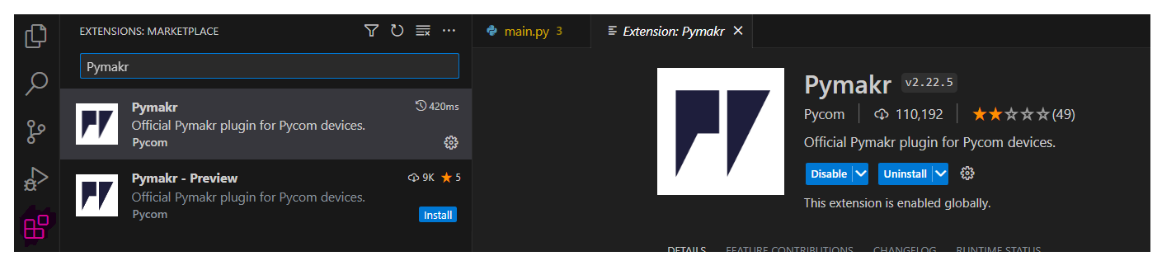 EXTENSIONS: MARKETPLACE
Pymakr
Pymakr 420ms
Official Pymakr plugin for Pycom devices.
Pycom
Pymakr - Preview 9K 5
Official Pymakr plugin for Pycom devices.
Pycom Install
main.py 3
Extension: Pymakr
Pymakr v2.22.5
Pycom 110,192 (49)
Official Pymakr plugin for Pycom devices.
Disable Uninstall
This extension is enabled globally.
DETAILS FEATURE CONTRIBUTIONS CHANGELOG RUNTIME STATUS